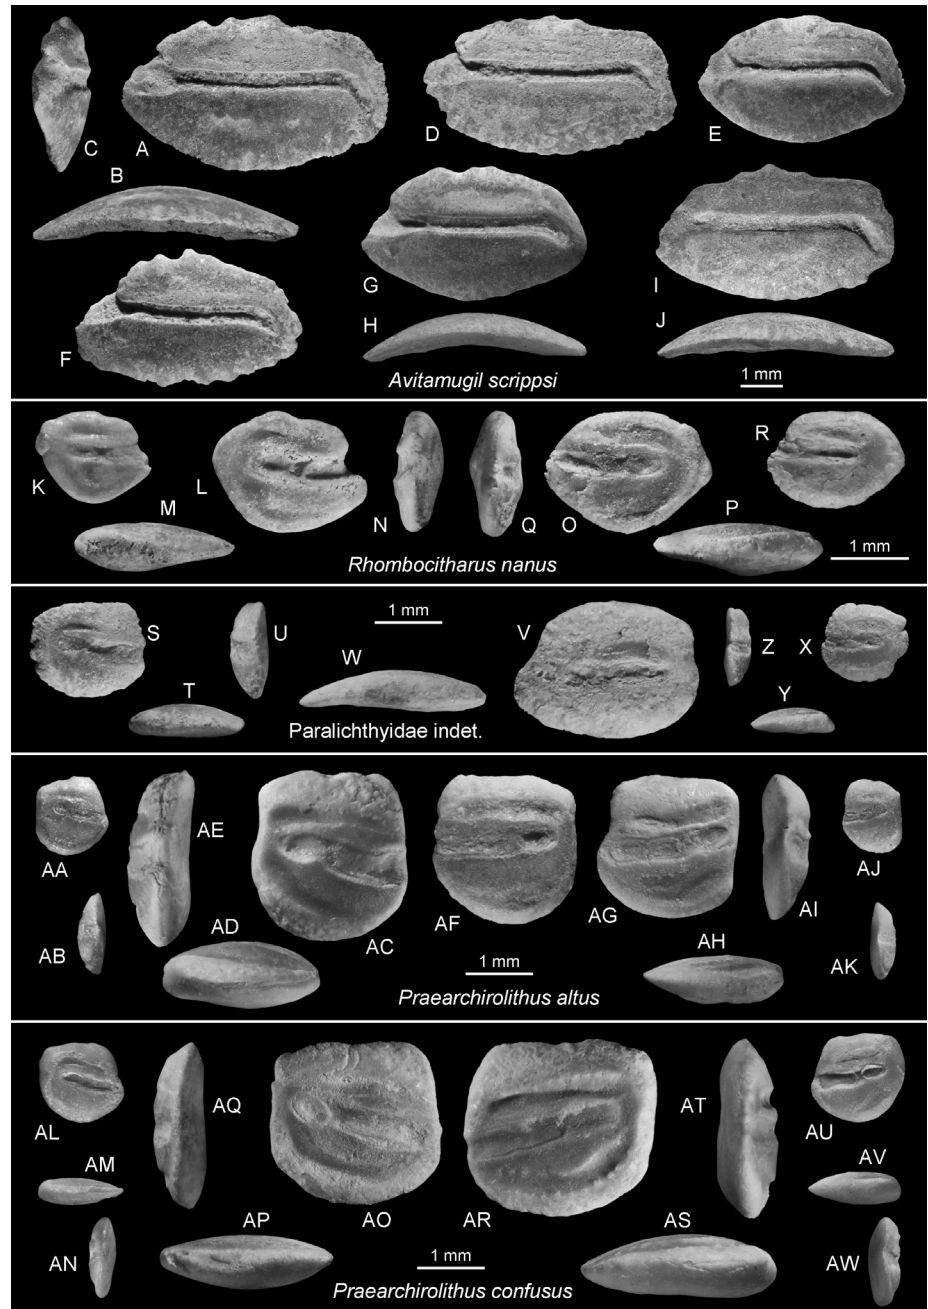 C A D E
B
G I
F H J
1 mm
Avitamugil scrippsi
R
K L N Q O
M P
Rhombocitharus nanus
1 mm
1 mm
S U V Z X
W
T Y
Paralichthyidae indet.
AE
AA AJ
AD AF AG AI
AB AC AH AK
1 mm
Praearchirolithus altus
AQ AT
AL AU
AM AV
AP AO AR AS
AN AW
1 mm
Praearchirolithus confusus